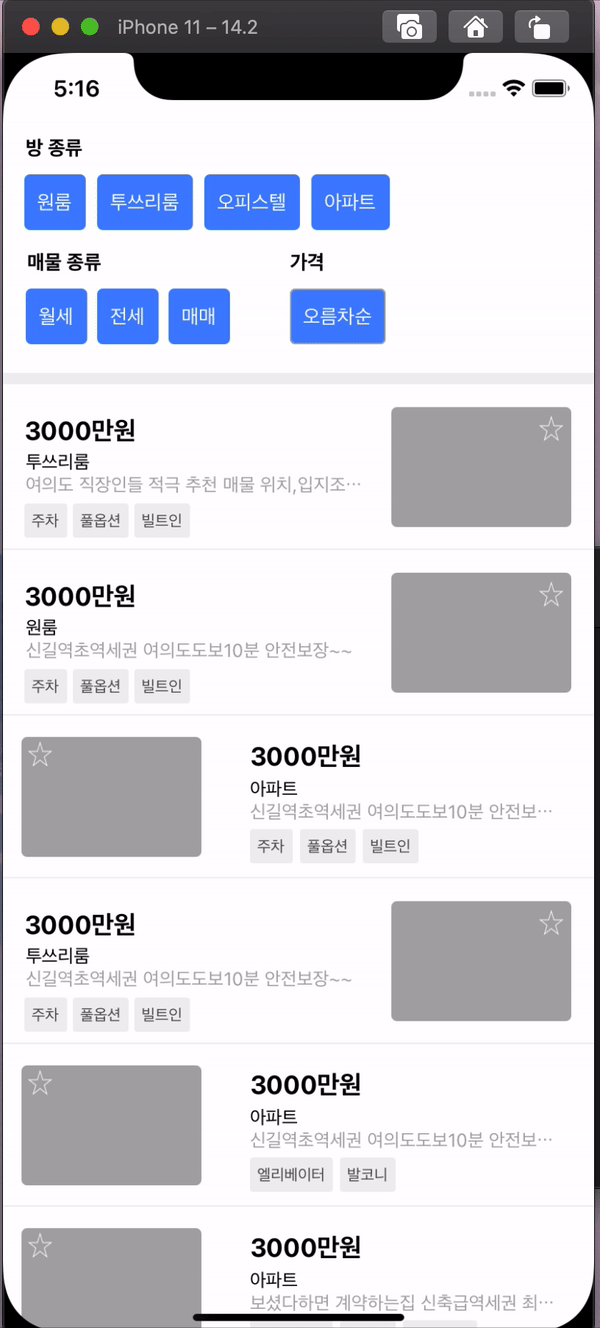 iPhone 11 – 14.2
5:16
방 종류
원룸 투쓰리룸 오피스텔 아파트
매물 종류 가격
월세 전세 매매 오름차순
3000만원
투쓰리룸
여의도 직장인들 적극 추천 매물 위치,입지조…
주차 풀옵션 빌트인
3000만원
원룸
신길역초역세권 여의도도보10분 안전보장~~
주차 풀옵션 빌트인
3000만원
아파트
신길역초역세권 여의도도보10분 안전보…
주차 풀옵션 빌트인
3000만원
투쓰리룸
신길역초역세권 여의도도보10분 안전보장~~
주차 풀옵션 빌트인
3000만원
아파트
신길역초역세권 여의도도보10분 안전보…
엘리베이터 발코니
3000만원
아파트
보셨다하면 계약하는집 신축급역세권 최…